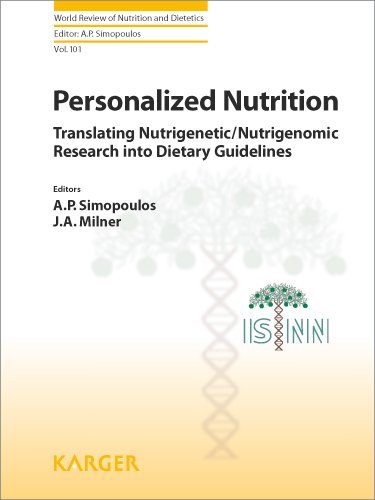 World Review of Nutrition and Dietetics
Editor: A.P. Simopoulos
Vol. 101
Personalized Nutrition
Translating Nutrigenetic/Nutrigenomic
Research into Dietary Guidelines
Editors
A.P. Simopoulos
J.A. Milner
ISNN
KARGER